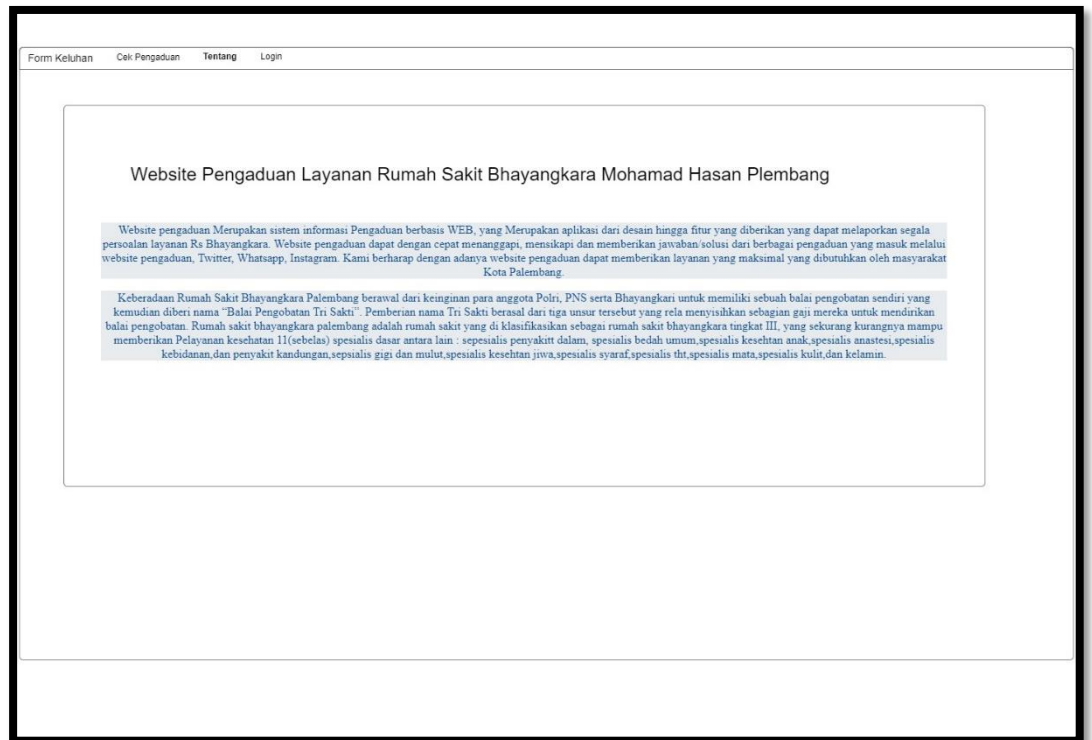 Form Keluhan Cek Pengaduan Tentang Login
Website Pengaduan Layanan Rumah Sakit Bhayangkara Mohamad Hasan Plembang
Website pengaduan Merupakan sistem informasi Pengaduan berbasis WEB, yang Merupakan aplikasi dari desain hingga fitur yang diberikan yang dapat melaporkan segala
persoalan layanan Rs Bhayangkara. Website pengaduan dapat dengan cepat menanggapi, mensikapi dan memberikan jawaban/solusi dari berbagai pengaduan yang masuk melalui
website pengaduan, Twitter, Whatsapp, Instagram. Kami berharap dengan adanya website pengaduan dapat memberikan layanan yang maksimal yang dibutuhkan oleh masyarakat
Kota Palembang.
Keberadaan Rumah Sakit Bhayangkara Palembang berawal dari keinginan para anggota Polri, PNS serta Bhayangkari untuk memiliki sebuah balai pengobatan sendiri yang
kemudian diberi nama “Balai Pengobatan Tri Sakti”. Pemberian nama Tri Sakti berasal dari tiga unsur tersebut yang rela menyisihkan sebagian gaji mereka untuk mendirikan
balai pengobatan. Rumah sakit bhayangkara palembang adalah rumah sakit yang di klasifikasikan sebagai rumah sakit bhayangkara tingkat III, yang sekurang kurangnya mampu
memberikan Pelayanan kesehatan 11(sebelas) spesialis dasar antara lain : sepesialis penyakitt dalam, spesialis bedah umum,spesialis kesehtan anak,spesialis anastesi,spesialis
kebidanan,dan penyakit kandungan,sepsialis gigi dan mulut,spesialis kesehtan jiwa,spesialis syaraf,spesialis tht,spesialis mata,spesialis kulit,dan kelamin.